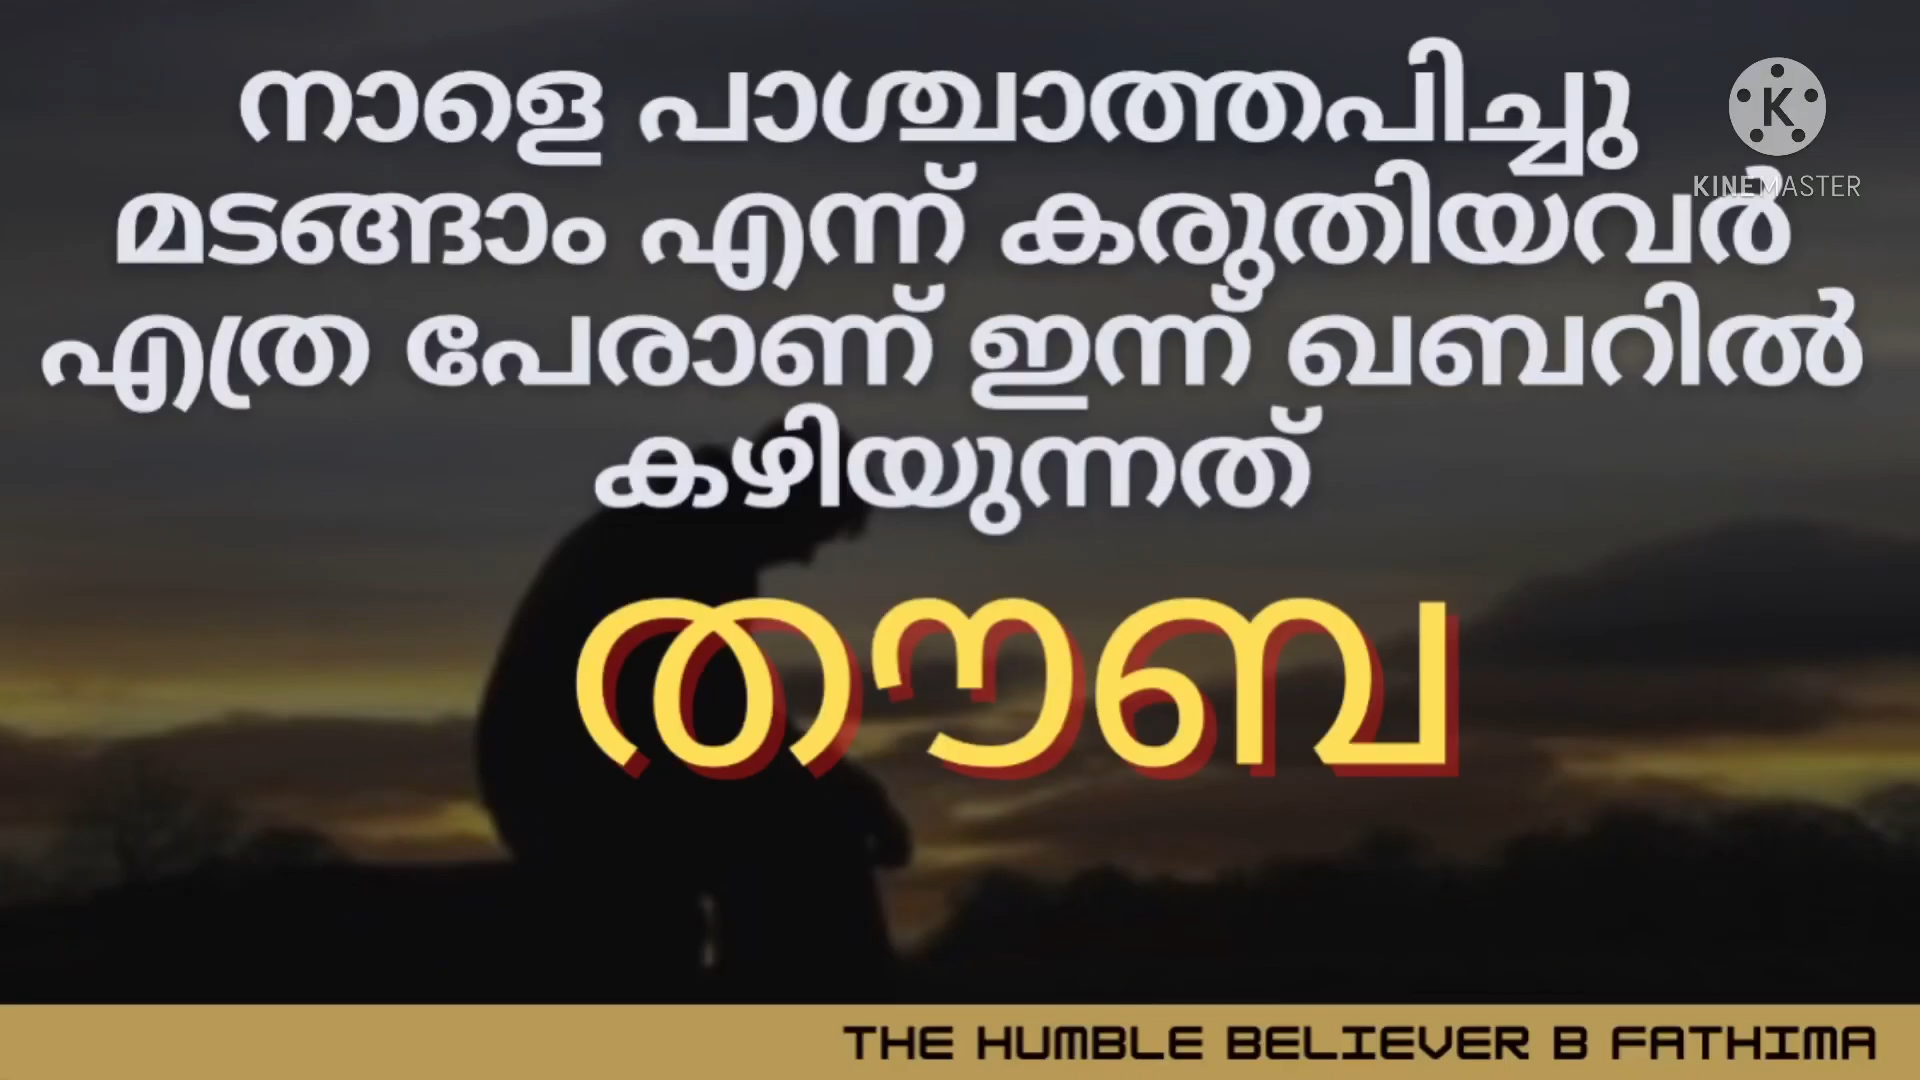 നാളെ പാശ്ചാത്തപിച്ചു
മടങ്ങാം എന്ന് കരുതിയവർ
എത്ര പേരാണ് ഇന്ന് ഖബറിൽ
കഴിയുന്നത്
തൗബ
K
KINEMASTER
THE HUMBLE BELIEVER B FATHIMA